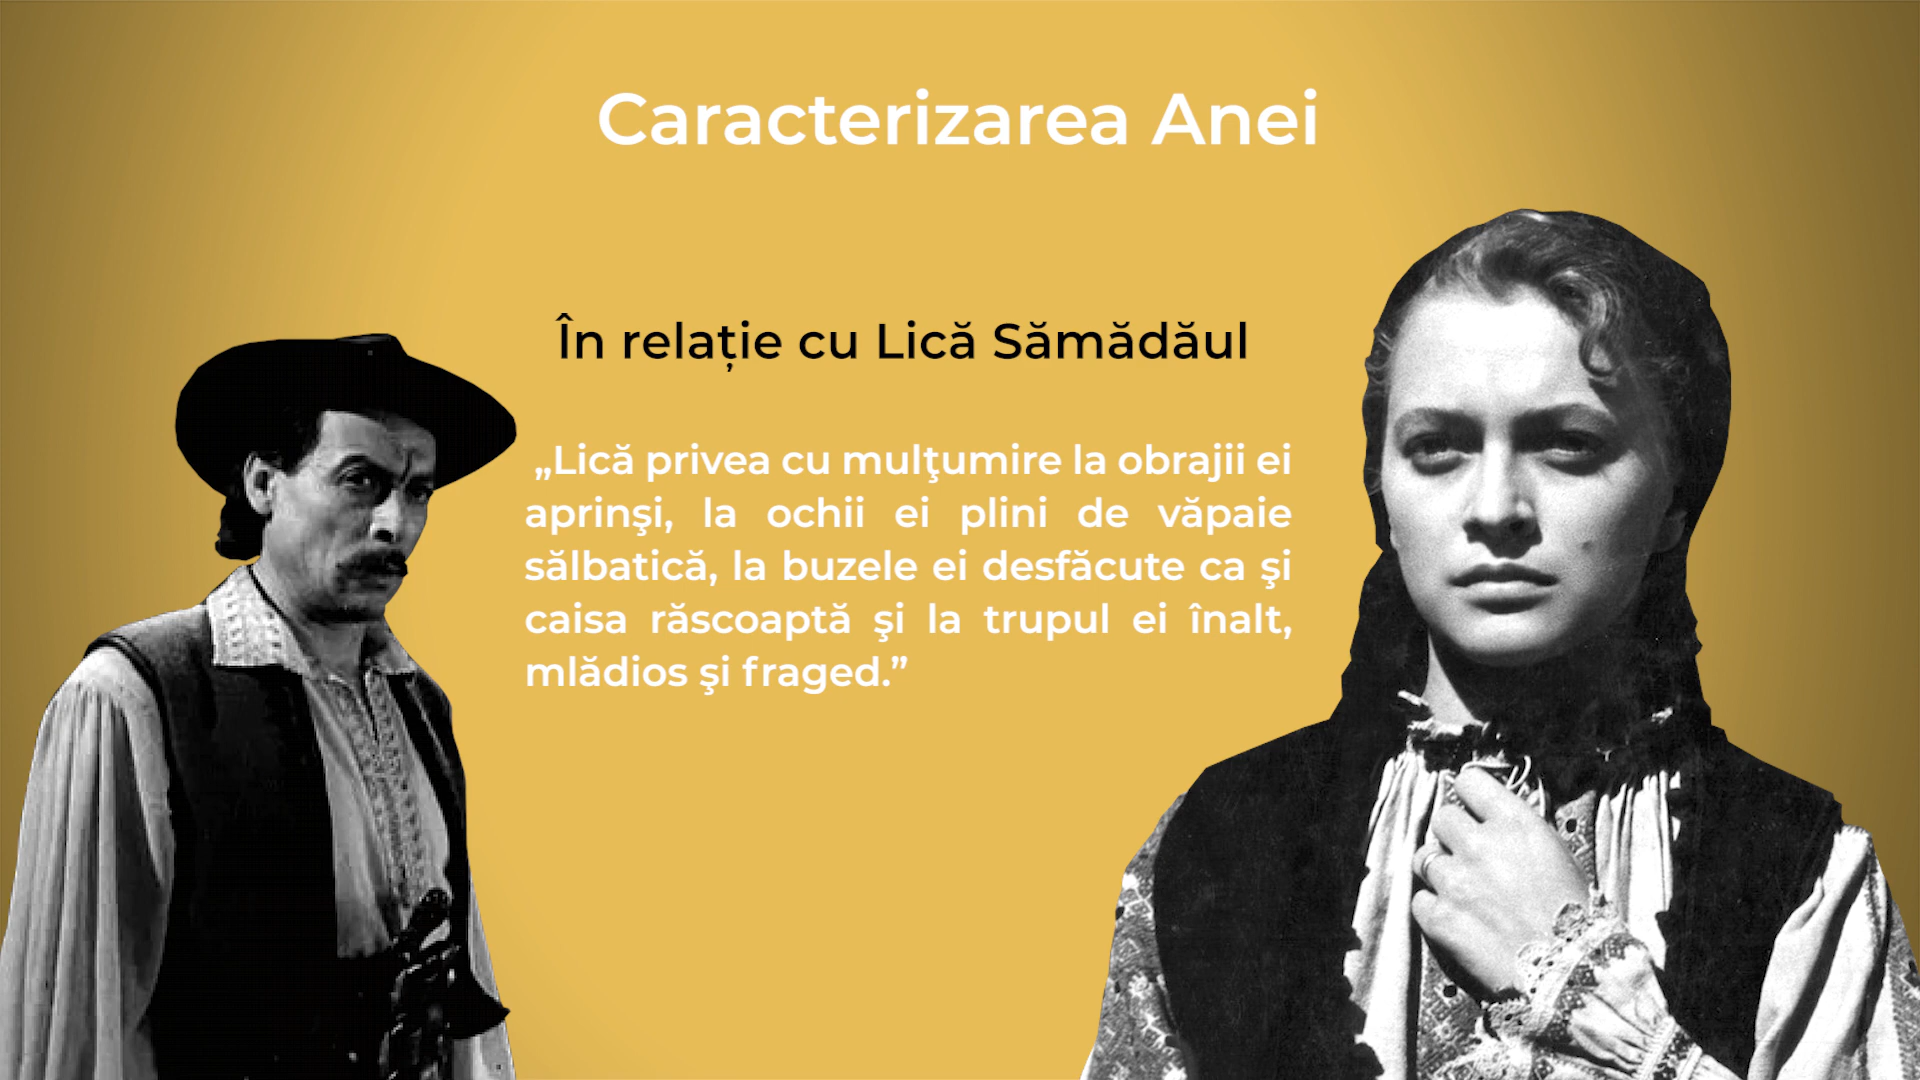 Caracterizarea Anei
În relație cu Lică Sămădăul
„Lică privea cu mulţumire la obrajii ei
aprinşi, la ochii ei plini de văpaie
sălbatică, la buzele ei desfăcute ca şi
caisa răscoaptă şi la trupul ei înalt,
mlădios şi fraged.”